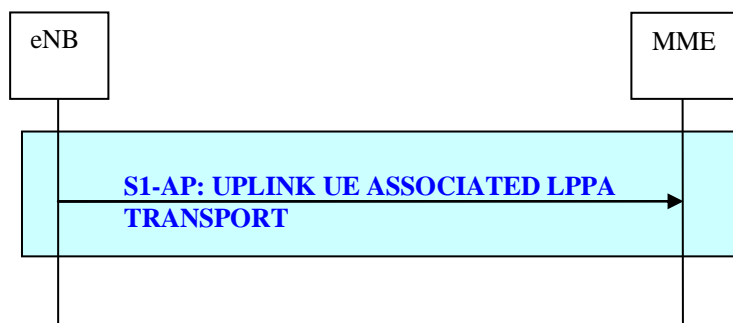 eNB
MME
S1-AP: UPLINK UE ASSOCIATED LPPA
TRANSPORT